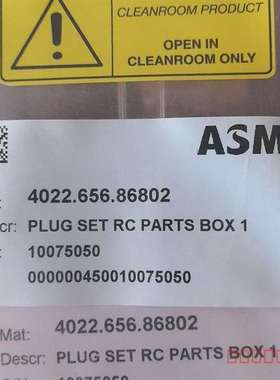 CLEANROOM PRODUCT
OPEN IN
CLEANROOM ONLY
ASM
4022.656.86802
cr: PLUG SET RC PARTS BOX 1
10075050
000000450010075050
Mat: 4022.656.86802
Descr: PLUG SET RC PARTS BOX 1
10075050